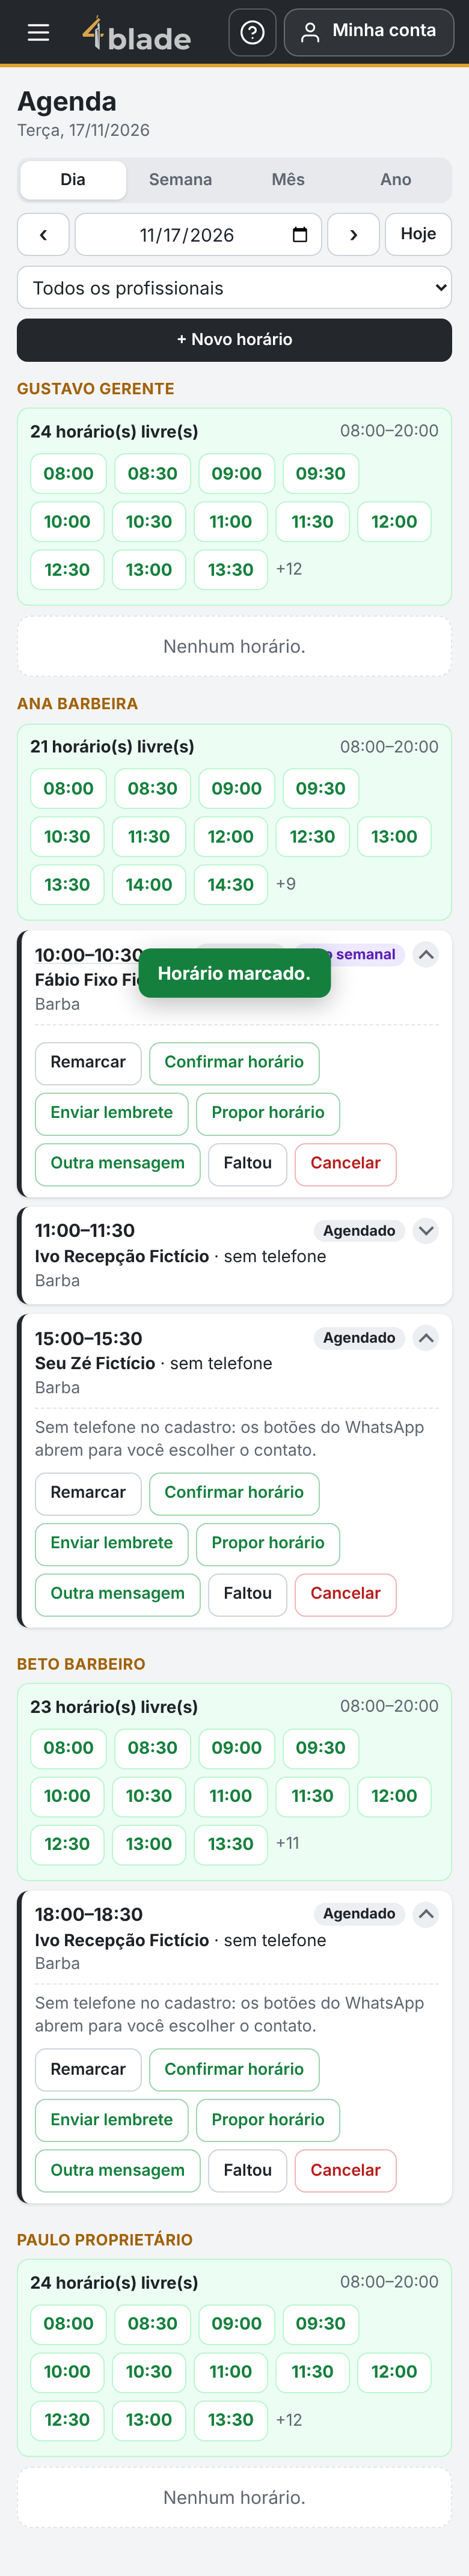 4blade
Minha conta
Agenda
Terça, 17/11/2026
Dia Semana Mês Ano
11/17/2026 Hoje
Todos os profissionais
+ Novo horário
GUSTAVO GERENTE
24 horário(s) livre(s) 08:00–20:00
08:00 08:30 09:00 09:30
10:00 10:30 11:00 11:30 12:00
12:30 13:00 13:30 +12
Nenhum horário.
ANA BARBEIRA
21 horário(s) livre(s) 08:00–20:00
08:00 08:30 09:00 09:30
10:30 11:30 12:00 12:30 13:00
13:30 14:00 14:30 +9
10:00–10:30 semanal
Horário marcado.
Fábio Fixo
Barba
Remarcar Confirmar horário
Enviar lembrete Propor horário
Outra mensagem Faltou Cancelar
11:00–11:30 Agendado
Ivo Recepção Fictício · sem telefone
Barba
15:00–15:30 Agendado
Seu Zé Fictício · sem telefone
Barba
Sem telefone no cadastro: os botões do WhatsApp
abrem para você escolher o contato.
Remarcar Confirmar horário
Enviar lembrete Propor horário
Outra mensagem Faltou Cancelar
BETO BARBEIRO
23 horário(s) livre(s) 08:00–20:00
08:00 08:30 09:00 09:30
10:00 10:30 11:00 11:30 12:00
12:30 13:00 13:30 +11
18:00–18:30 Agendado
Ivo Recepção Fictício · sem telefone
Barba
Sem telefone no cadastro: os botões do WhatsApp
abrem para você escolher o contato.
Remarcar Confirmar horário
Enviar lembrete Propor horário
Outra mensagem Faltou Cancelar
PAULO PROPRIETÁRIO
24 horário(s) livre(s) 08:00–20:00
08:00 08:30 09:00 09:30
10:00 10:30 11:00 11:30 12:00
12:30 13:00 13:30 +12
Nenhum horário.